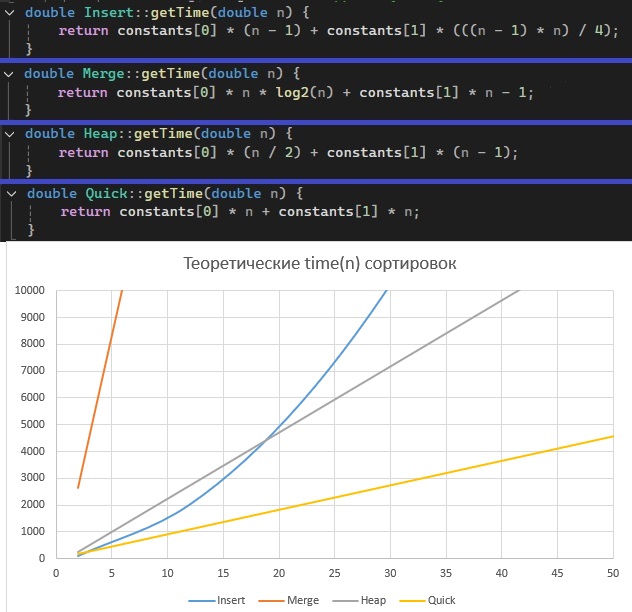 double Insert::getTime(double n) {
return constants[0] * (n - 1) + constants[1] * (((n - 1) * n) / 4);
}
double Merge::getTime(double n) {
return constants[0] * n * log2(n) + constants[1] * n - 1;
}
double Heap::getTime(double n) {
return constants[0] * (n / 2) + constants[1] * (n - 1);
}
double Quick::getTime(double n) {
return constants[0] * n + constants[1] * n;
}
Теоретические time(n) сортировок
10000
9000
8000
7000
6000
5000
4000
3000
2000
1000
0
0 5 10 15 20 25 30 35 40 45 50
Insert Merge Heap Quick